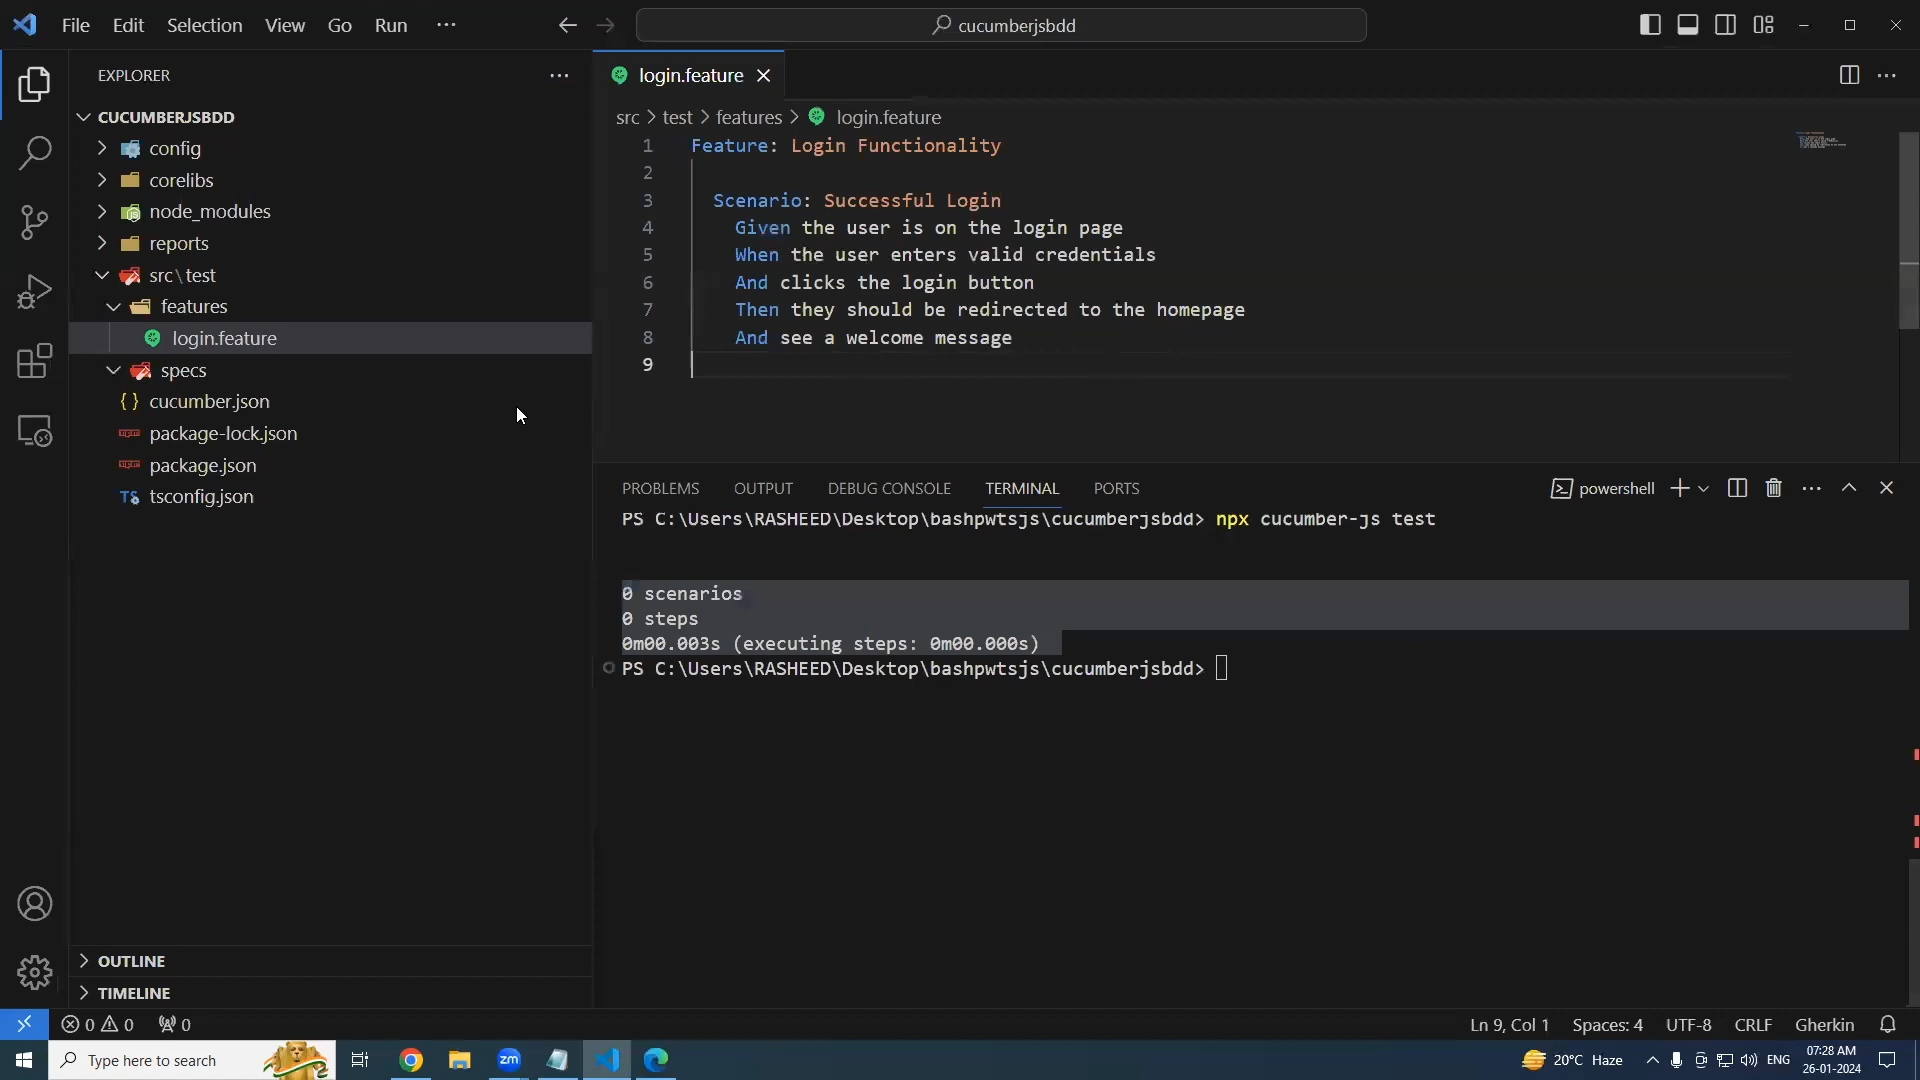 File Edit Selection View Go Run ···
cucumberjsbdd
EXPLORER
CUCUMBERJSBDD
config
corelibs
node_modules
reports
src\test
features
login.feature
specs
{ } cucumber.json
package-lock.json
package.json
TS tsconfig.json
OUTLINE
TIMELINE
login.feature
src > test > features > login.feature
1 Feature: Login Functionality
2
3 Scenario: Successful Login
4 Given the user is on the login page
5 When the user enters valid credentials
6 And clicks the login button
7 Then they should be redirected to the homepage
8 And see a welcome message
9
PROBLEMS OUTPUT DEBUG CONSOLE TERMINAL PORTS
powershell
PS C:\Users\RASHEED\Desktop\bashpwtsjs\cucumberjsbdd> npx cucumber-js test
0 scenarios
0 steps
0m00.003s (executing steps: 0m00.000s)
PS C:\Users\RASHEED\Desktop\bashpwtsjs\cucumberjsbdd>
0 0 0
Ln 9, Col 1 Spaces: 4 UTF-8 CRLF Gherkin
Type here to search
zm
20°C Haze
ENG
07:28 AM
26-01-2024